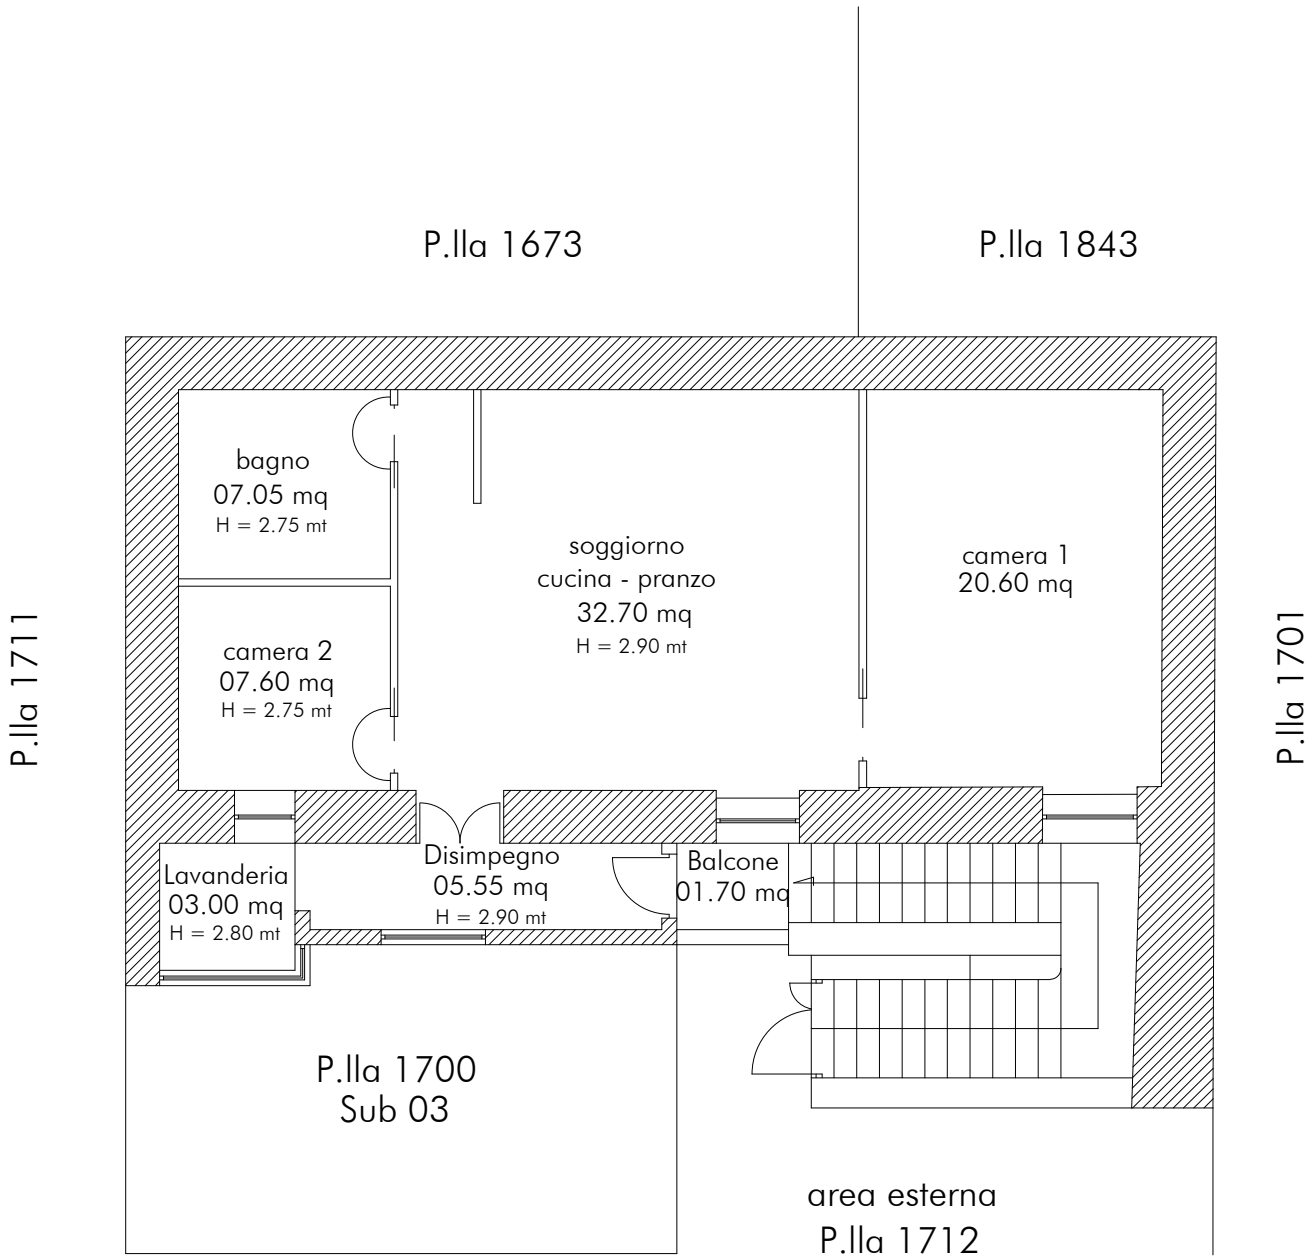 P.lla 1673
P.lla 1843
bagno
07.05 mq
H = 2.75 mt
soggiorno
cucina - pranzo
32.70 mq
H = 2.90 mt
camera 1
20.60 mq
camera 2
07.60 mq
H = 2.75 mt
P.lla 1711
P.lla 1701
Lavanderia
03.00 mq
H = 2.80 mt
Disimpegno
05.55 mq
H = 2.90 mt
Balcone
01.70 mq
P.lla 1700
Sub 03
area esterna
P.lla 1712